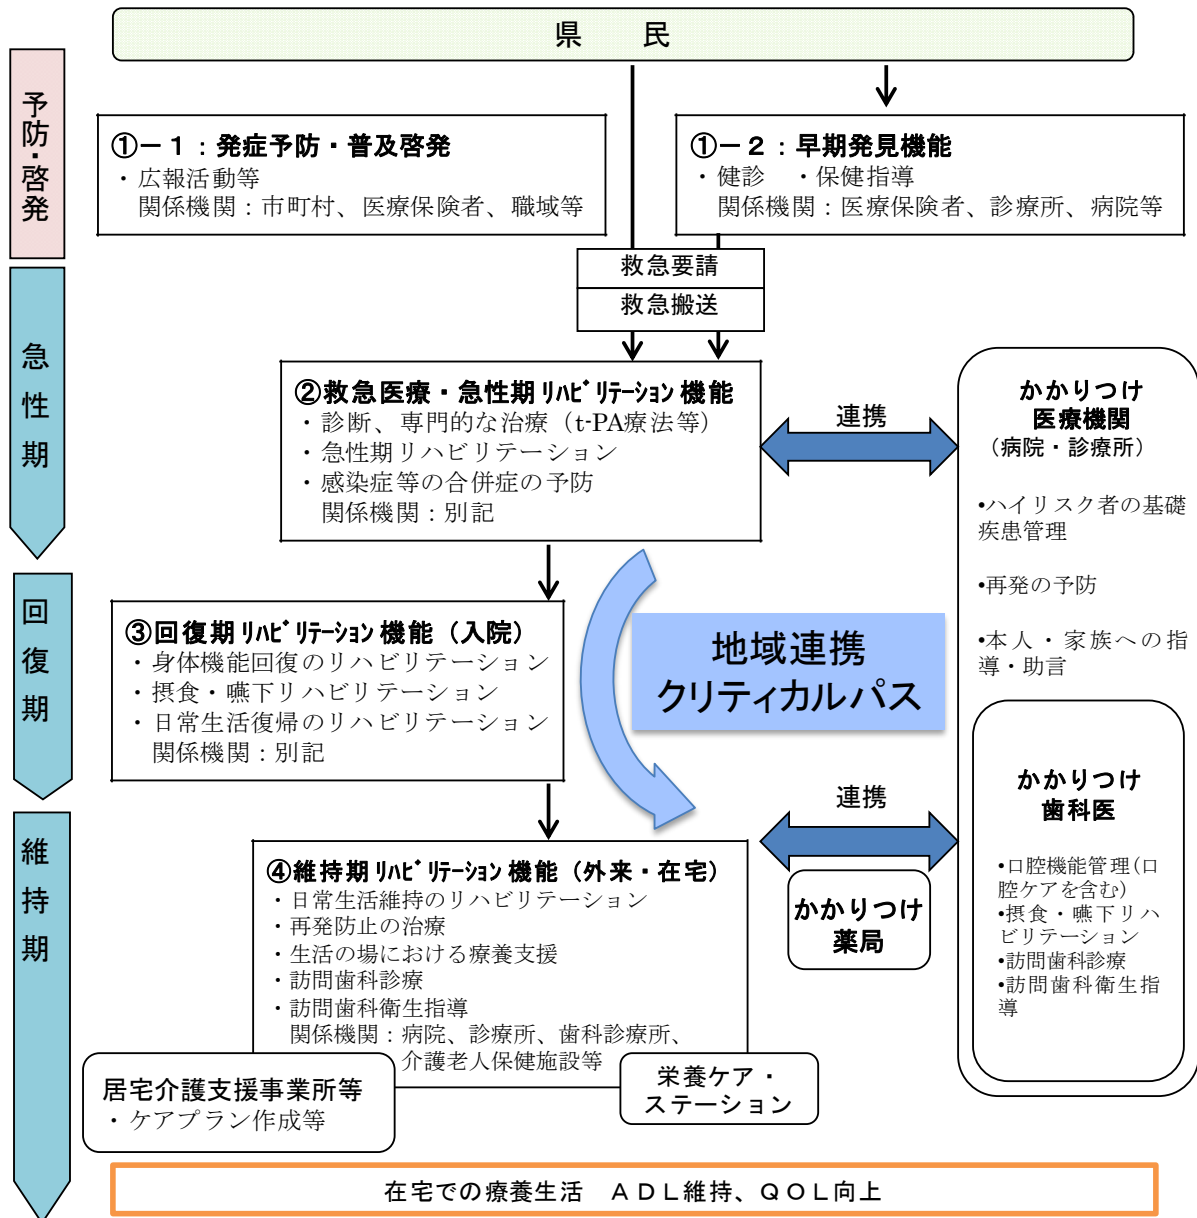 県　民
予防・啓発
①－１：発症予防・普及啓発
・広報活動等
関係機関：市町村、医療保険者、職域等
①－２：早期発見機能
・健診　・保健指導
関係機関：医療保険者、診療所、病院等
救急要請
救急搬送
急性期
②救急医療・急性期ﾘﾊﾋﾞﾘﾃｰｼｮﾝ機能
・診断、専門的な治療（t-PA療法等）
・急性期リハビリテーション
・感染症等の合併症の予防
関係機関：別記
連携
かかりつけ
医療機関
（病院・診療所）
•ハイリスク者の基礎
疾患管理
•再発の予防
•本人・家族への指
導・助言
回復期
③回復期ﾘﾊﾋﾞﾘﾃｰｼｮﾝ機能（入院）
・身体機能回復のリハビリテーション
・摂食・嚥下リハビリテーション
・日常生活復帰のリハビリテーション
関係機関：別記
地域連携
クリティカルパス
維持期
④維持期ﾘﾊﾋﾞﾘﾃｰｼｮﾝ機能（外来・在宅）
・日常生活維持のリハビリテーション
・再発防止の治療
・生活の場における療養支援
・訪問歯科診療
・訪問歯科衛生指導
関係機関：病院、診療所、歯科診療所、
介護老人保健施設等
連携
かかりつけ
薬局
かかりつけ
歯科医
•口腔機能管理(口
腔ケアを含む)
•摂食・嚥下リハ
ビリテーション
•訪問歯科診療
•訪問歯科衛生指
導
居宅介護支援事業所等
・ケアプラン作成等
栄養ケア・
ステーション
在宅での療養生活　ＡＤＬ維持、ＱＯＬ向上